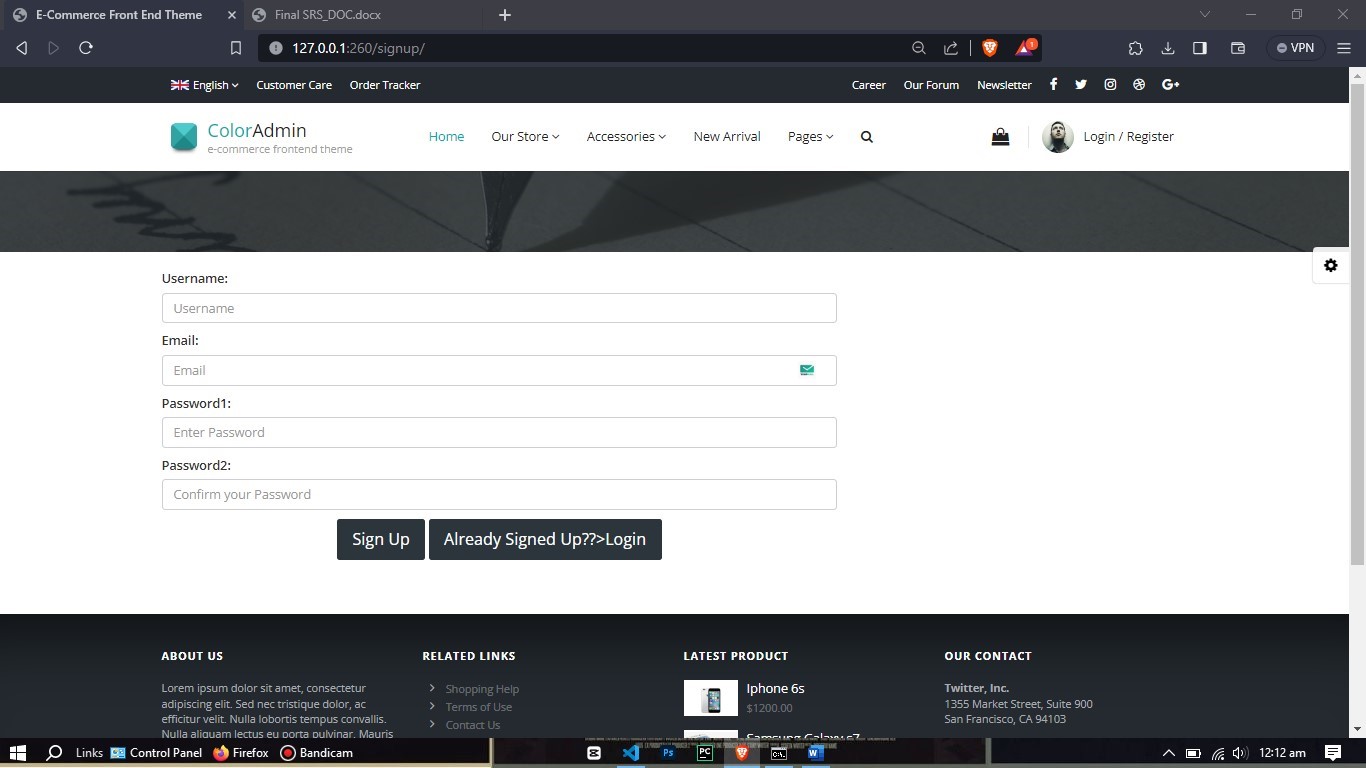 E-Commerce Front End Theme
Final SRS_DOC.docx
127.0.0.1:260/signup/
1
VPN
English
Customer Care
Order Tracker
Career
Our Forum
Newsletter
ColorAdmin
e-commerce frontend theme
Home
Our Store
Accessories
New Arrival
Pages
Login / Register
Username:
Username
Email:
Email
Password1:
Enter Password
Password2:
Confirm your Password
Sign Up
Already Signed Up??>Login
ABOUT US
Lorem ipsum dolor sit amet, consectetur
adipiscing elit. Sed nec tristique dolor, ac
efficitur velit. Nulla lobortis tempus convallis.
Nulla aliquam lectus eu porta pulvinar. Mauris
RELATED LINKS
Shopping Help
Terms of Use
Contact Us
LATEST PRODUCT
Iphone 6s
$1200.00
Samsung Galaxy s7
OUR CONTACT
Twitter, Inc.
1355 Market Street, Suite 900
San Francisco, CA 94103
Links
Control Panel
Firefox
Bandicam
Ps
PC
W
12:12 am